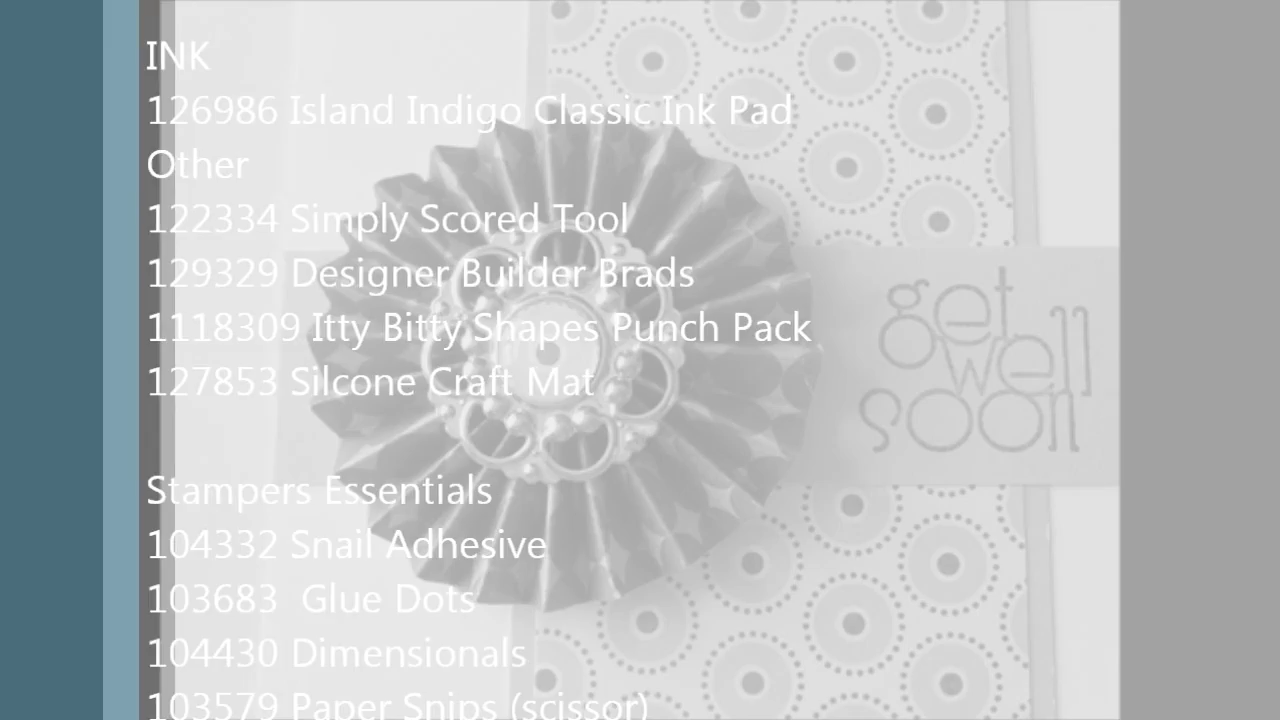 INK
126986 Island Indigo Classic Ink Pad
Other
122334 Simply Scored Tool
129329 Designer Builder Brads
1118309 Itty Bitty Shapes Punch Pack
127853 Silcone Craft Mat
get
well
soon
Stampers Essentials
104332 Snail Adhesive
103683  Glue Dots
104430 Dimensionals
103579 Paper Snips (scissor)